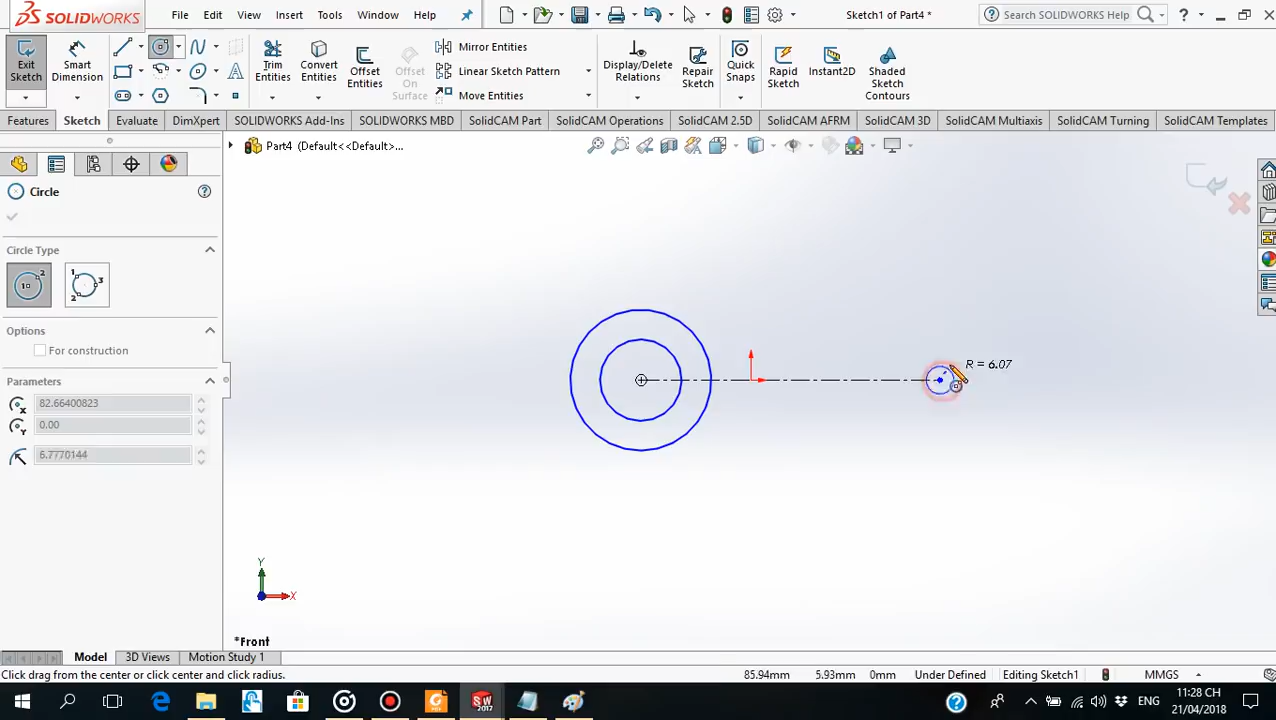 SOLIDWORKS File Edit View Insert Tools Window Help Sketch1 of Part4 * Search SOLIDWORKS Help ?
Exit Sketch Smart Dimension Trim Entities Convert Entities Offset Entities Offset On Surface Mirror Entities Linear Sketch Pattern Move Entities Display/Delete Relations Repair Sketch Quick Snaps Rapid Sketch Instant2D Shaded Sketch Contours
Features Sketch Evaluate DimXpert SOLIDWORKS Add-Ins SOLIDWORKS MBD SolidCAM Part SolidCAM Operations SolidCAM 2.5D SolidCAM AFRM SolidCAM 3D SolidCAM Multiaxis SolidCAM Turning SolidCAM Templates
Part4 (Default<<Default>...
Circle ?
Circle Type
Options
For construction
R = 6.07
Parameters
82.66400823
0.00
6.7770144
Y
X
*Front
Model 3D Views Motion Study 1
Click drag from the center or click center and click radius. 85.94mm 5.93mm 0mm Under Defined Editing Sketch1 MMGS
ENG 11:28 CH
21/04/2018